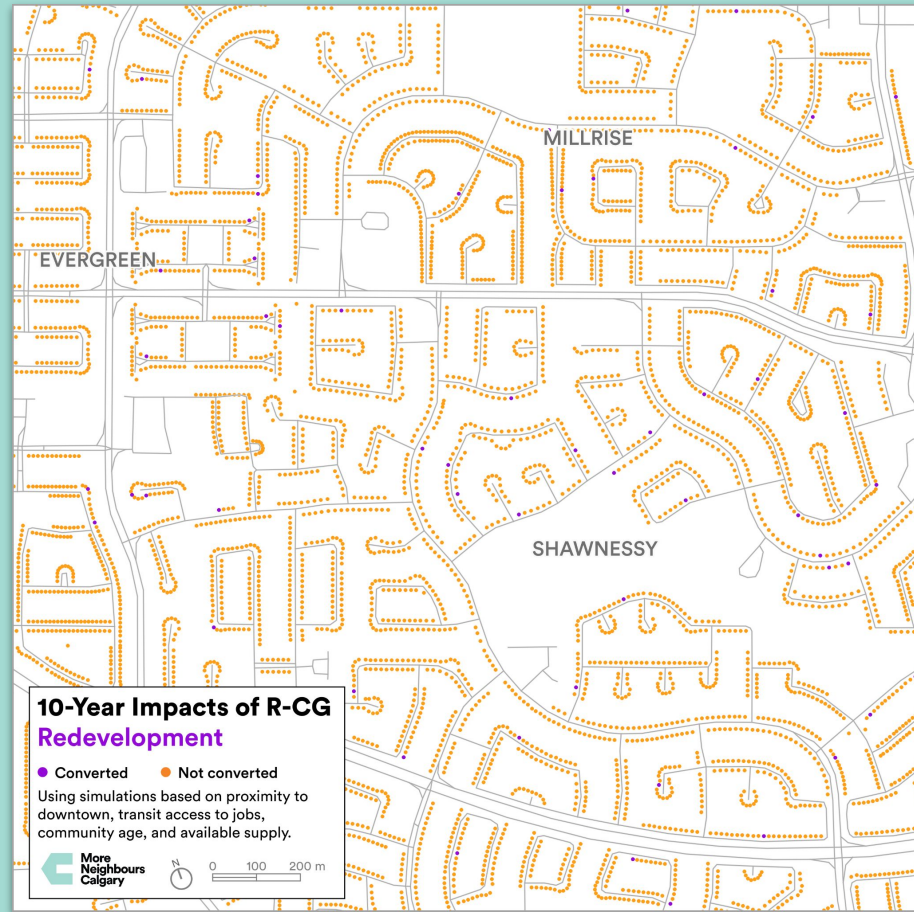 MILLRISE
EVERGREEN
SHAWNESSY
10-Year Impacts of R-CG
Redevelopment
Converted Not converted
Using simulations based on proximity to
downtown, transit access to jobs,
community age, and available supply.
More
Neighbours
Calgary
N
0 100 200 m